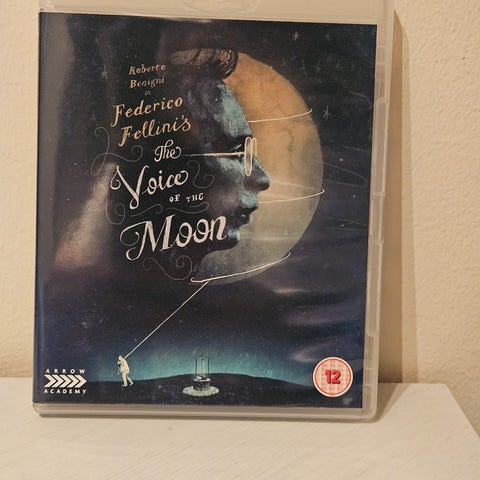 Roberto
Benigni
in
Federico
Fellini's
The
Voice
OF THE
Moon
ARROW
ACADEMY
12